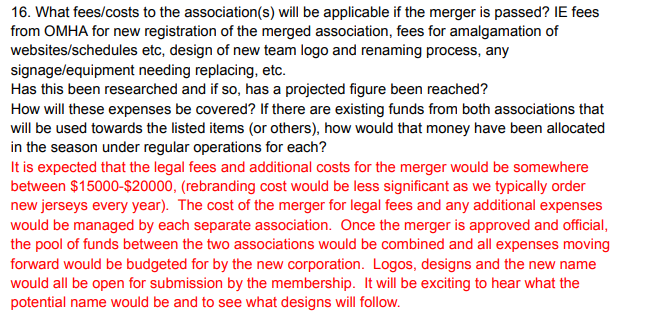 16. What fees/costs to the association(s) will be applicable if the merger is passed? IE fees
from OMHA for new registration of the merged association, fees for amalgamation of
websites/schedules etc, design of new team logo and renaming process, any
signage/equipment needing replacing, etc.
Has this been researched and if so, has a projected figure been reached?
How will these expenses be covered? If there are existing funds from both associations that
will be used towards the listed items (or others), how would that money have been allocated
in the season under regular operations for each?
It is expected that the legal fees and additional costs for the merger would be somewhere
between $15000-$20000, (rebranding cost would be less significant as we typically order
new jerseys every year).  The cost of the merger for legal fees and any additional expenses
would be managed by each separate association.  Once the merger is approved and official,
the pool of funds between the two associations would be combined and all expenses moving
forward would be budgeted for by the new corporation.  Logos, designs and the new name
would all be open for submission by the membership.  It will be exciting to hear what the
potential name would be and to see what designs will follow.